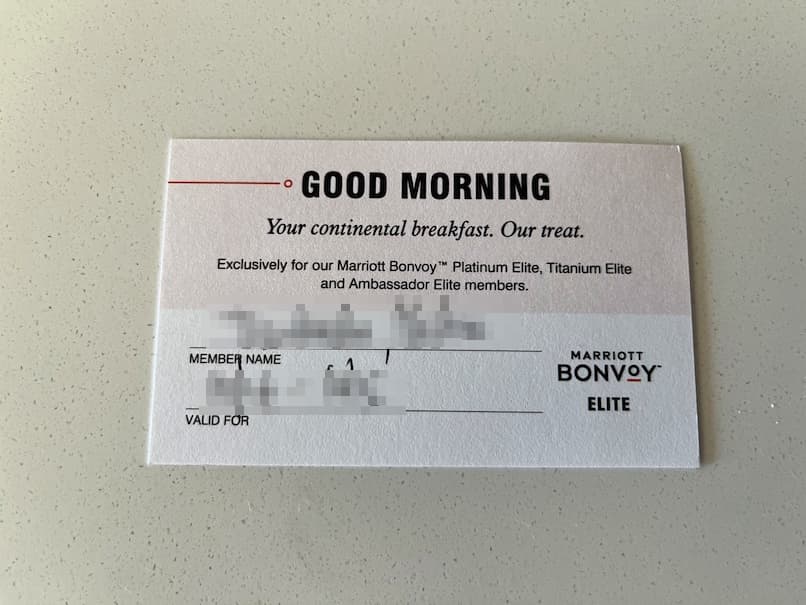 GOOD MORNING
Your continental breakfast. Our treat.
Exclusively for our Marriott Bonvoy™ Platinum Elite, Titanium Elite
and Ambassador Elite members.
MEMBER NAME
VALID FOR
MARRIOTT
BONVOY™
ELITE